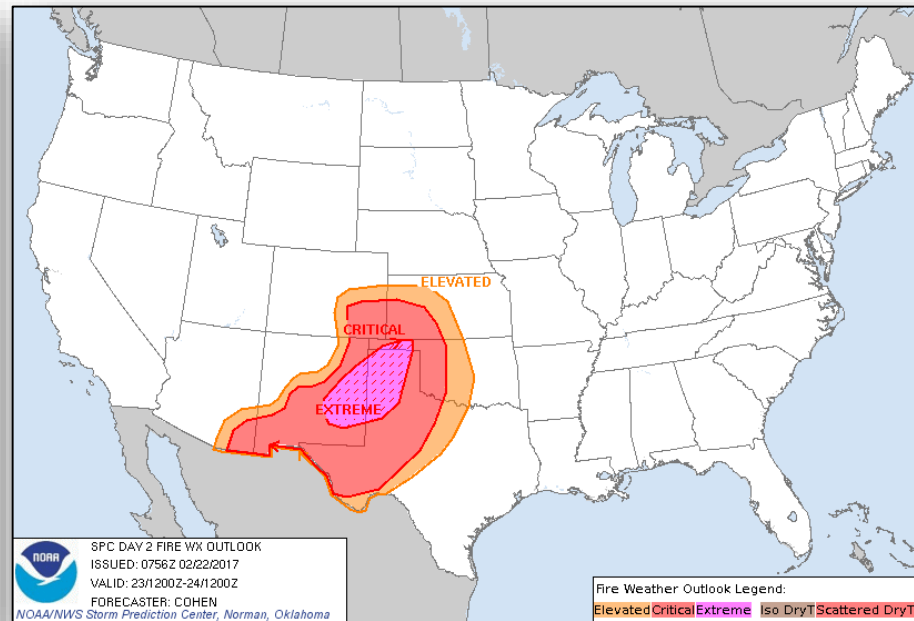 ELEVATED
CRITICAL
EXTREME
NOAA
SPC DAY 2 FIRE WX OUTLOOK
ISSUED: 0756Z 02/22/2017
VALID: 23/1200Z-24/1200Z
FORECASTER: COHEN
NOAA/NWS Storm Prediction Center, Norman, Oklahoma
Fire Weather Outlook Legend:
Elevated Critical Extreme Iso DryT Scattered DryT